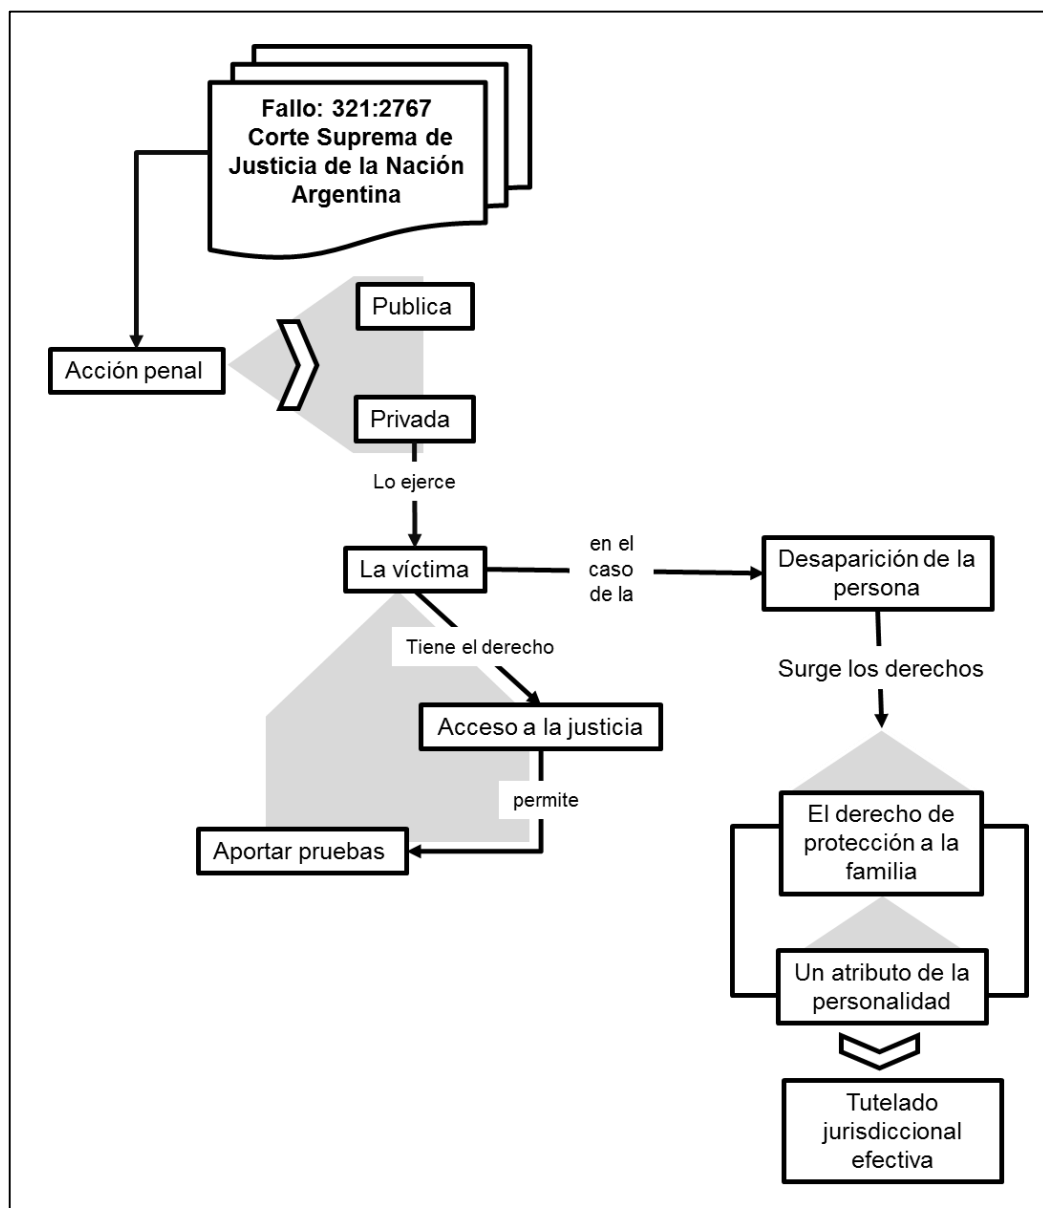 Fallo: 321:2767
Corte Suprema de
Justicia de la Nación
Argentina
Publica
Acción penal
Privada
Lo ejerce
La víctima
en el
caso
de la
Desaparición de la
persona
Tiene el derecho
Surge los derechos
Acceso a la justicia
permite
Aportar pruebas
El derecho de
protección a la
familia
Un atributo de la
personalidad
Tutelado
jurisdiccional
efectiva